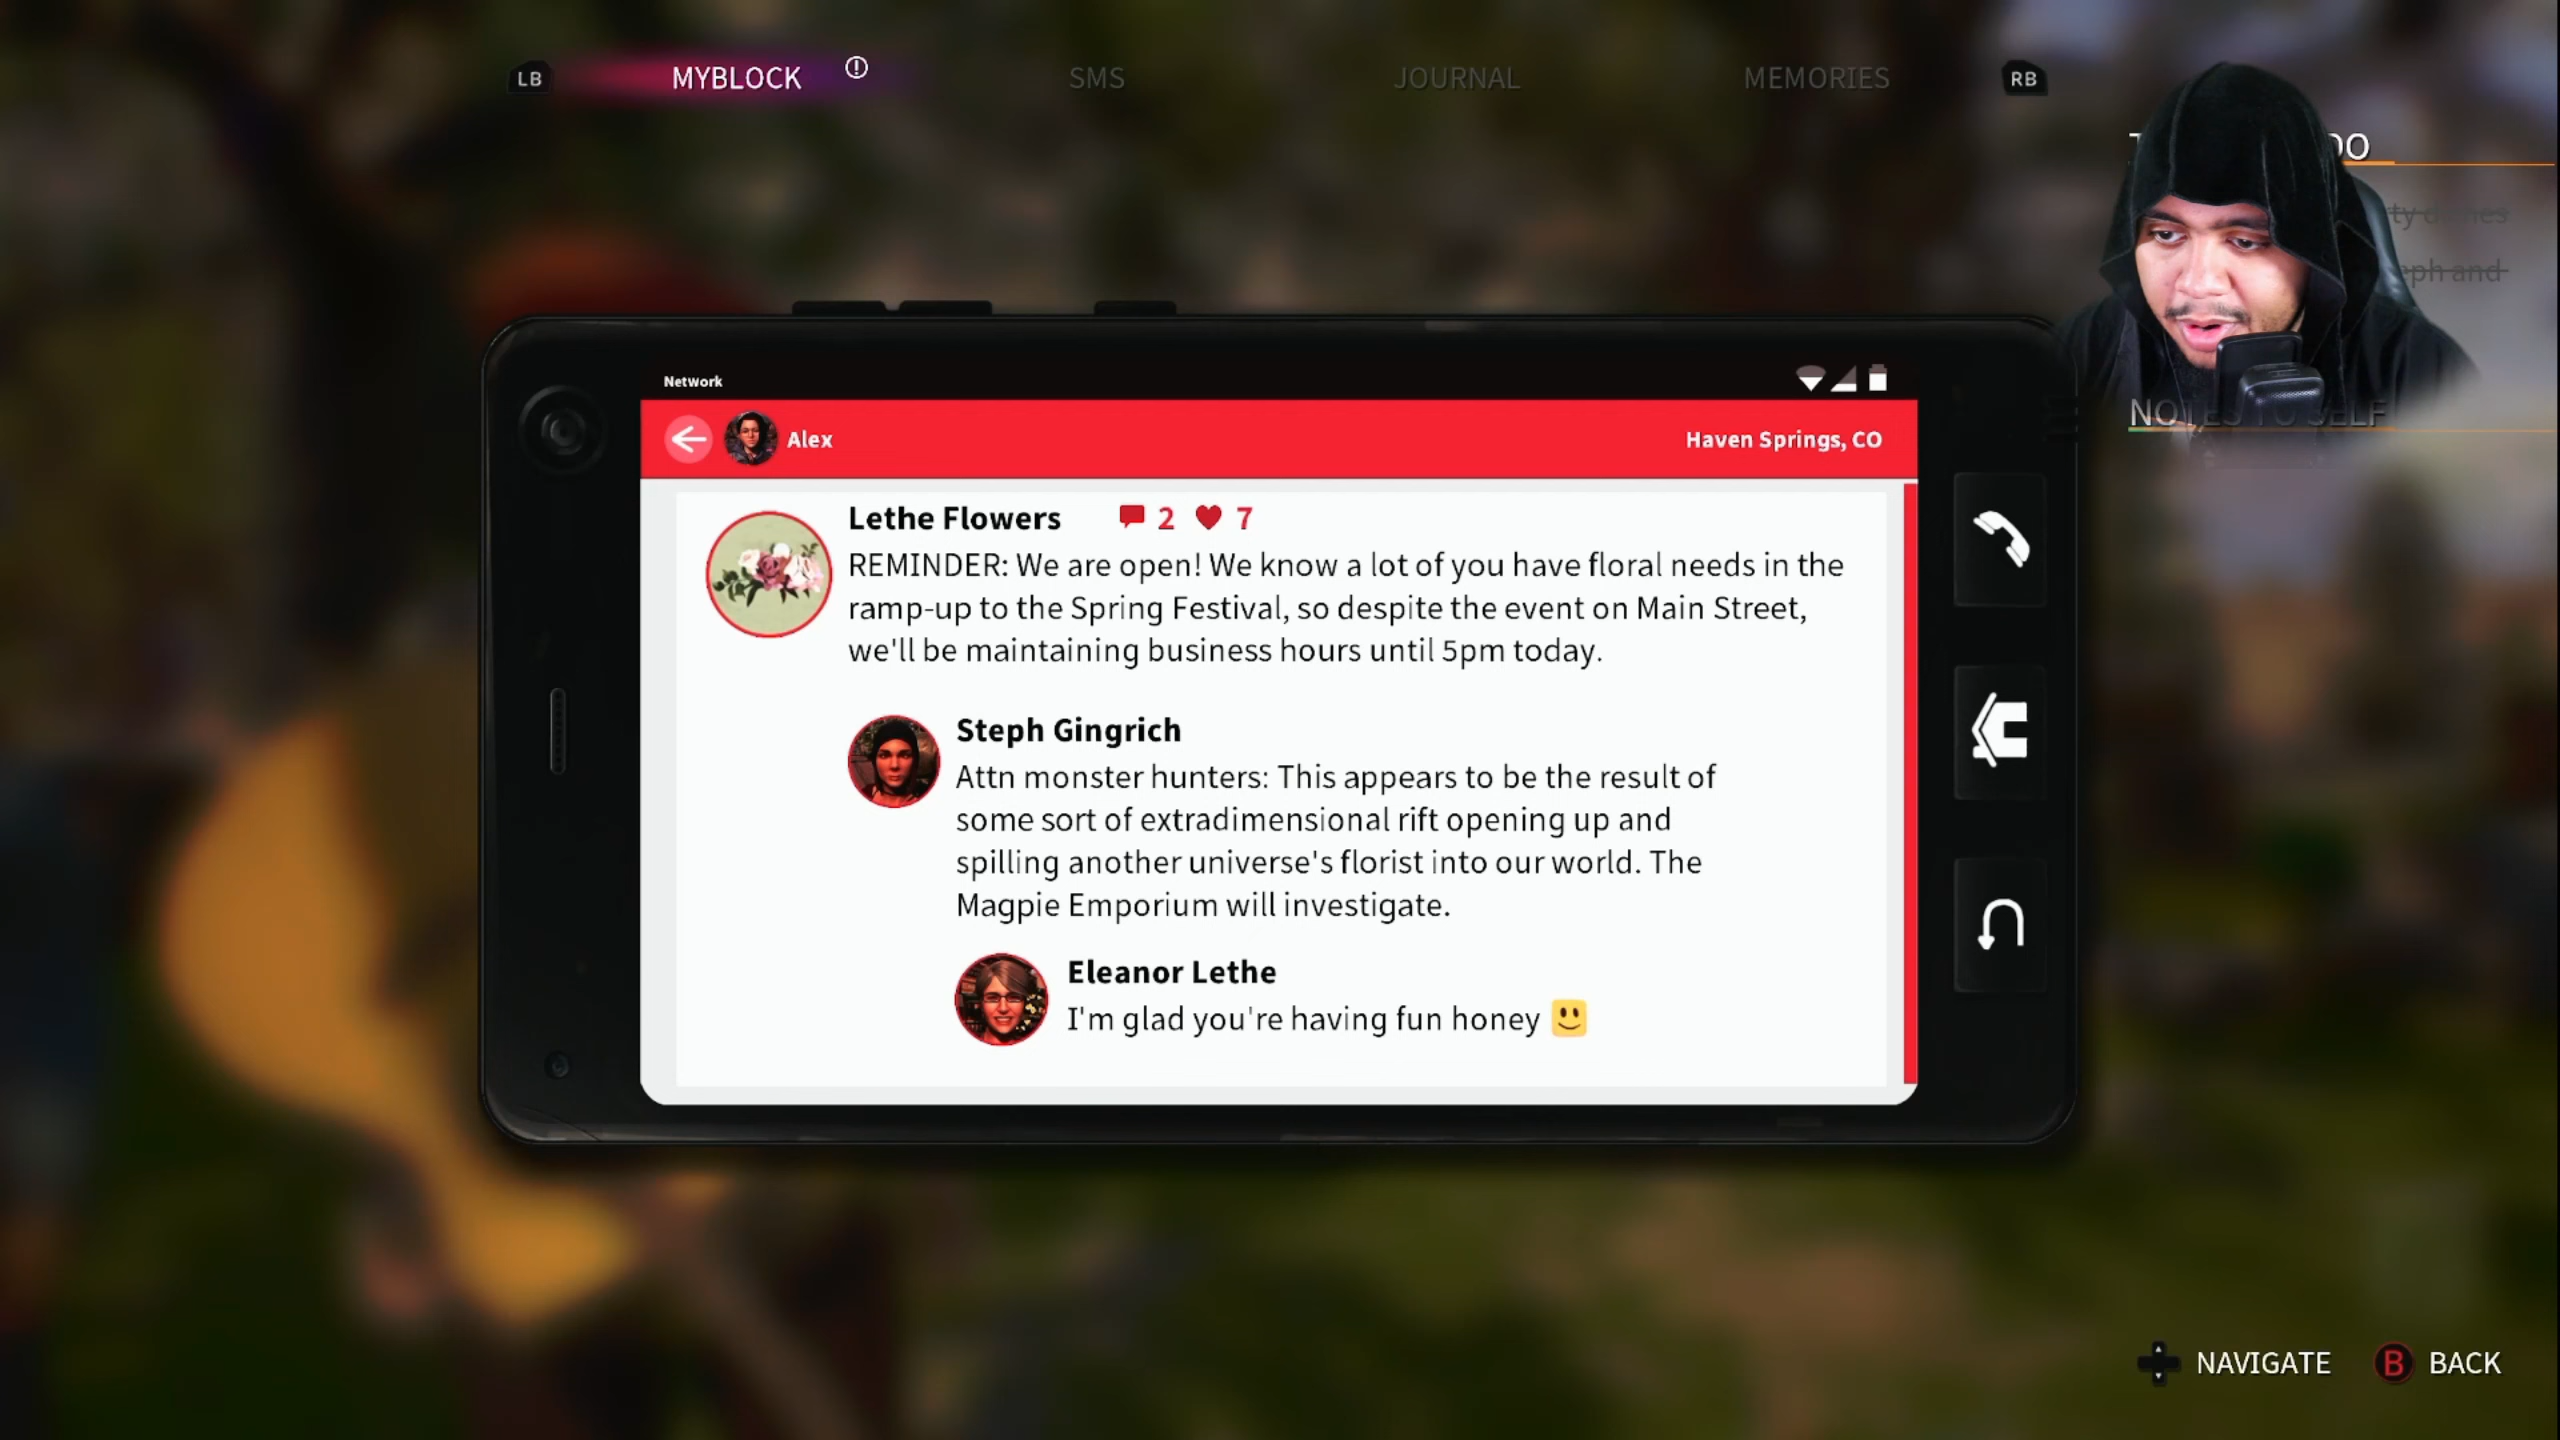 LB MYBLOCK SMS JOURNAL MEMORIES RB
DO
Network
Alex Haven Springs, CO
Lethe Flowers 2 7
REMINDER: We are open! We know a lot of you have floral needs in the
ramp-up to the Spring Festival, so despite the event on Main Street,
we'll be maintaining business hours until 5pm today.
Steph Gingrich
Attn monster hunters: This appears to be the result of
some sort of extradimensional rift opening up and
spilling another universe's florist into our world. The
Magpie Emporium will investigate.
Eleanor Lethe
I'm glad you're having fun honey 🙂
NOTES TO SELF
B
NAVIGATE BACK